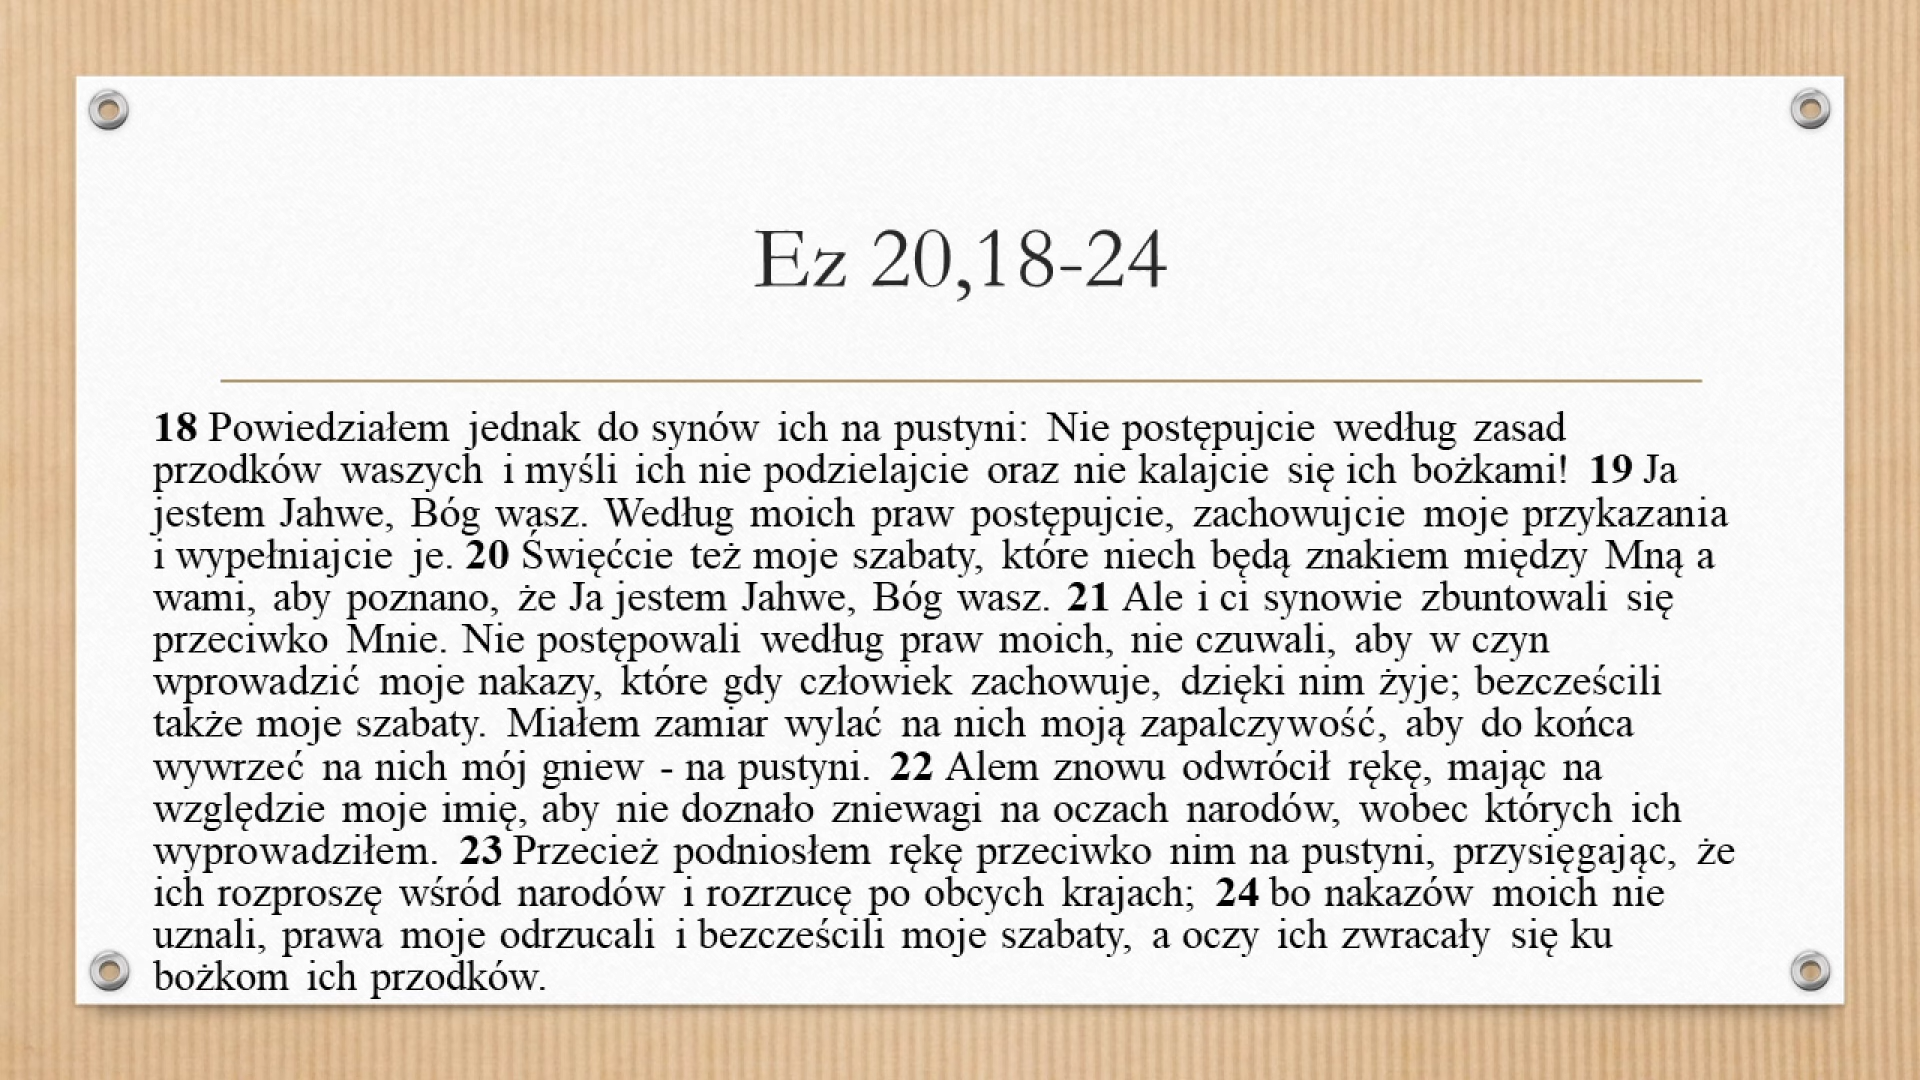 Ez 20,18-24
18 Powiedziałem jednak do synów ich na pustyni: Nie postępujcie według zasad
przodków waszych i myśli ich nie podzielajcie oraz nie kalajcie się ich bożkami! 19 Ja
jestem Jahwe, Bóg wasz. Według moich praw postępujcie, zachowujcie moje przykazania
i wypełniajcie je. 20 Święćcie też moje szabaty, które niech będą znakiem między Mną a
wami, aby poznano, że Ja jestem Jahwe, Bóg wasz. 21 Ale i ci synowie zbuntowali się
przeciwko Mnie. Nie postępowali według praw moich, nie czuwali, aby w czyn
wprowadzić moje nakazy, które gdy człowiek zachowuje, dzięki nim żyje; bezcześcili
także moje szabaty. Miałem zamiar wylać na nich moją zapalczywość, aby do końca
wywrzeć na nich mój gniew - na pustyni. 22 Alem znowu odwrócił rękę, mając na
względzie moje imię, aby nie doznało zniewagi na oczach narodów, wobec których ich
wyprowadziłem. 23 Przecież podniosłem rękę przeciwko nim na pustyni, przysięgając, że
ich rozproszę wśród narodów i rozrzucę po obcych krajach; 24 bo nakazów moich nie
uznali, prawa moje odrzucali i bezcześcili moje szabaty, a oczy ich zwracały się ku
bożkom ich przodków.